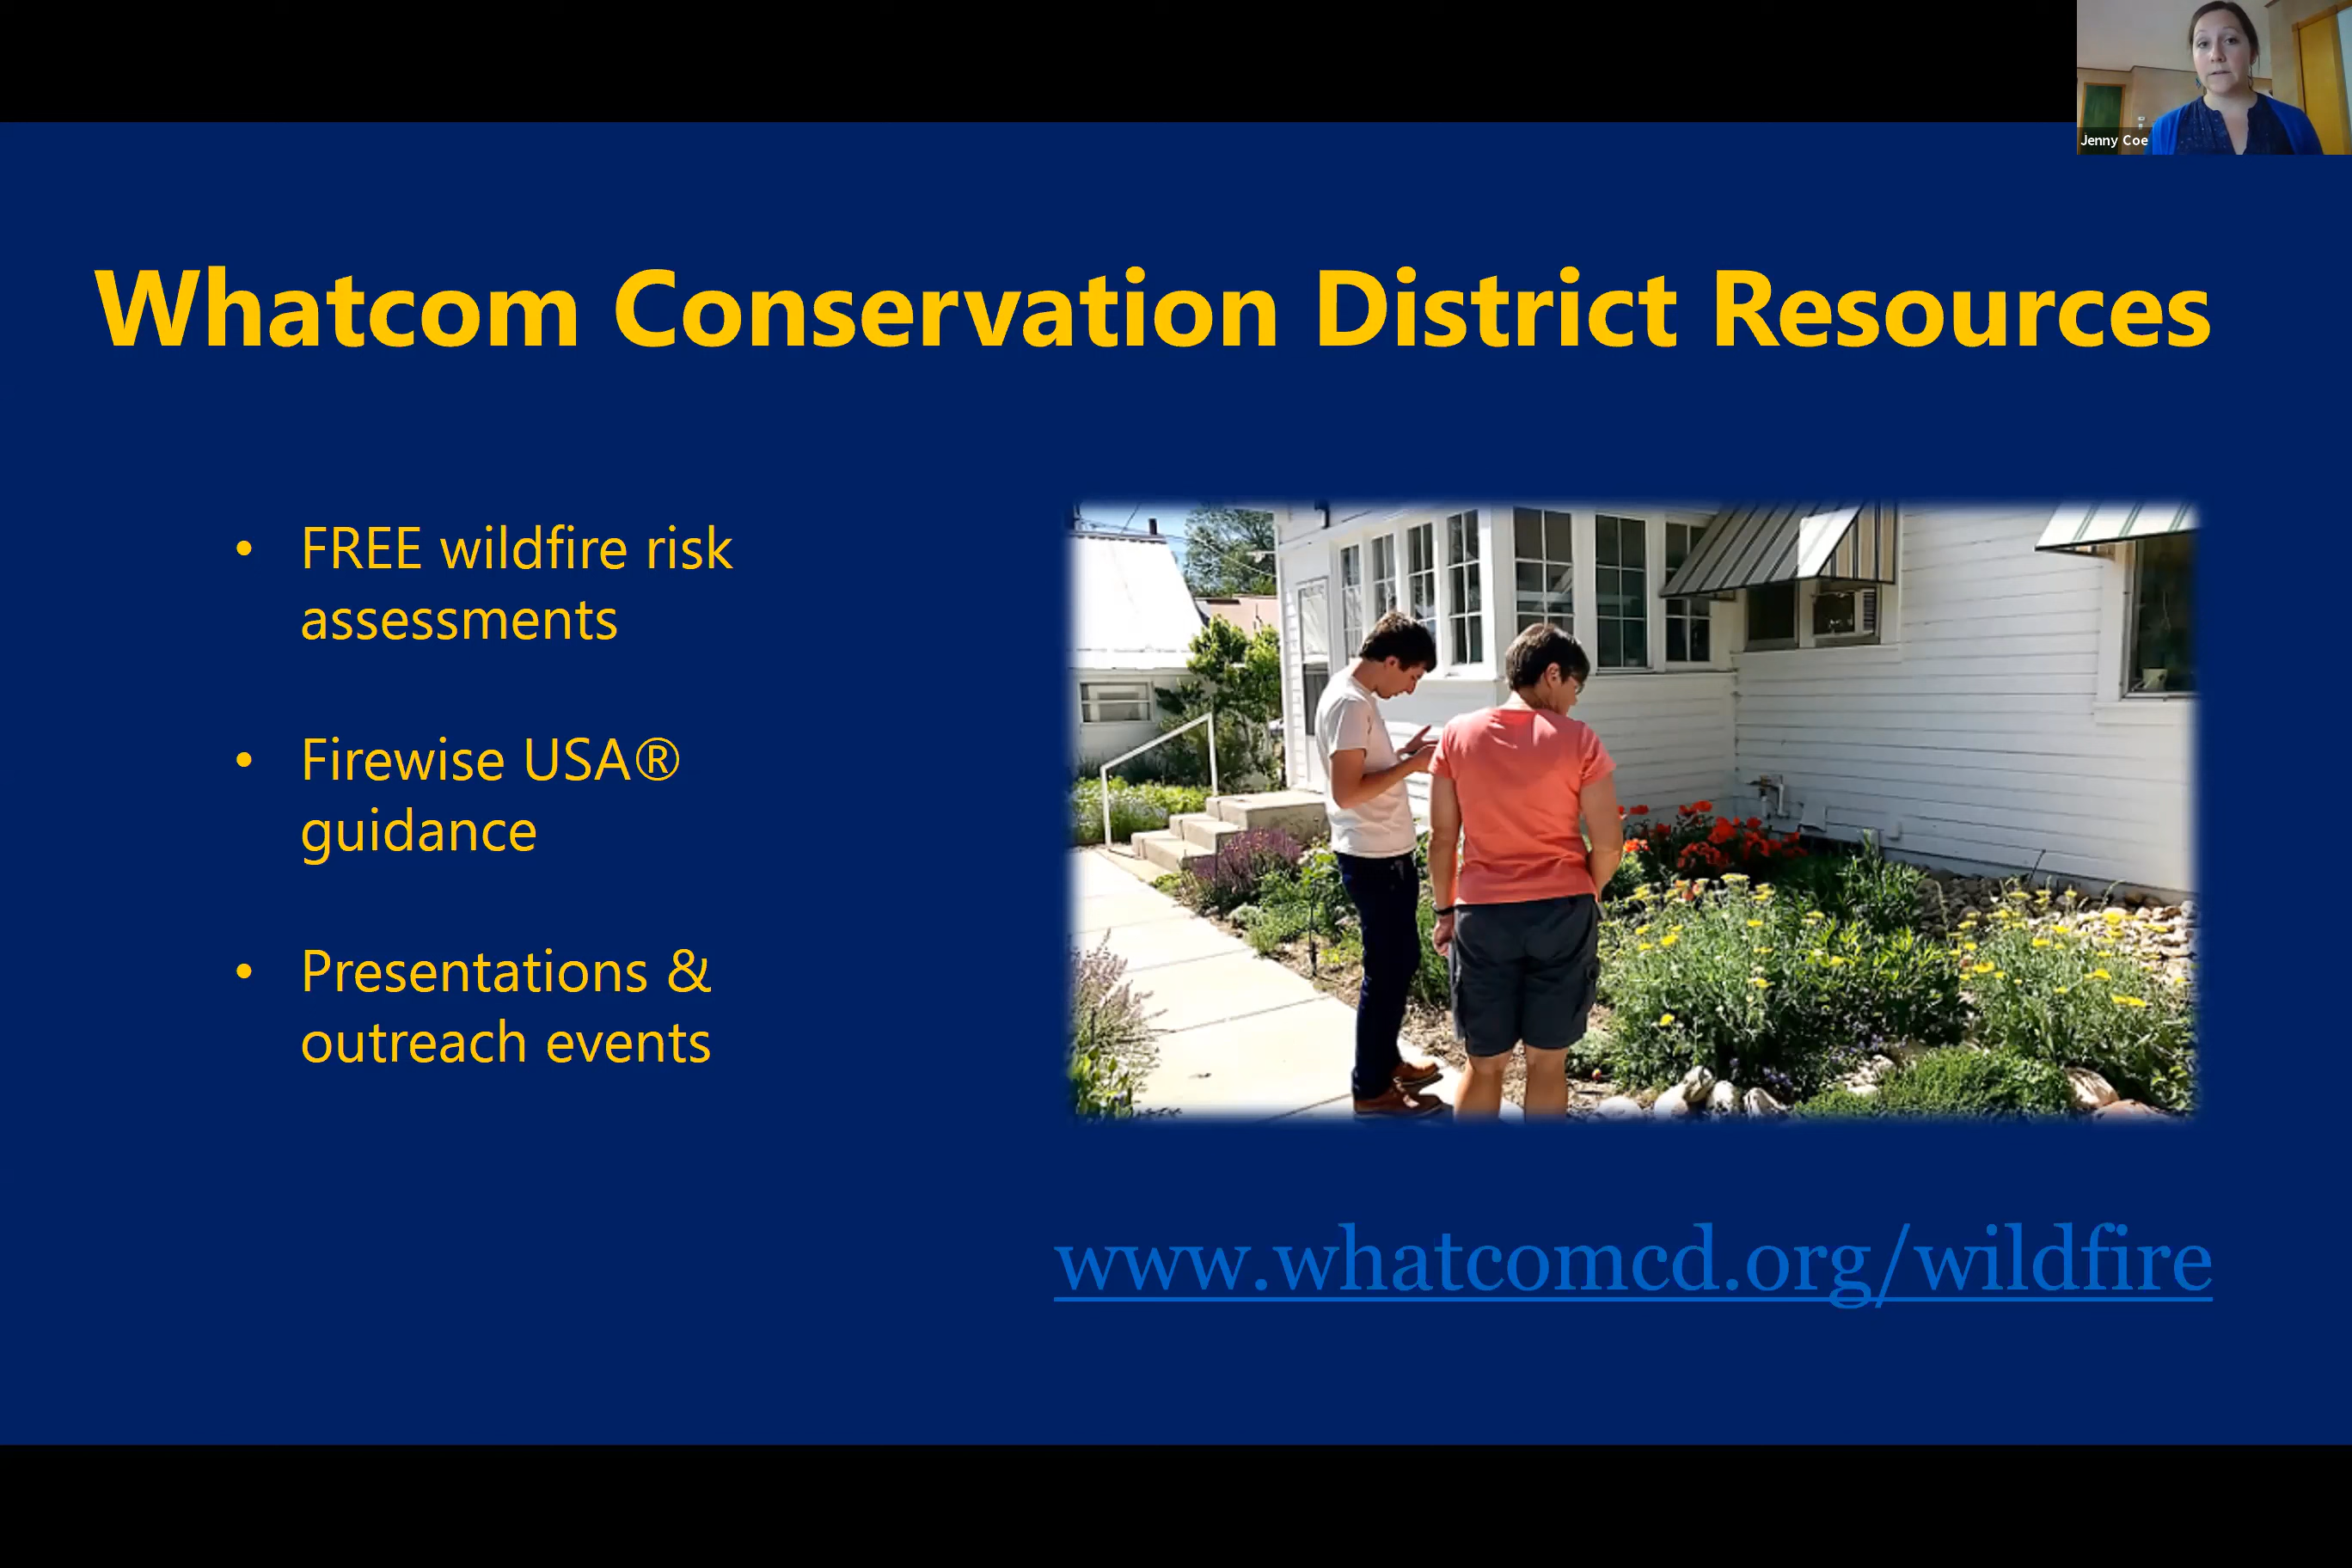 Jenny Coe
Whatcom Conservation District Resources
• FREE wildfire risk
assessments
• Firewise USA®
guidance
• Presentations &
outreach events
www.whatcomcd.org/wildfire